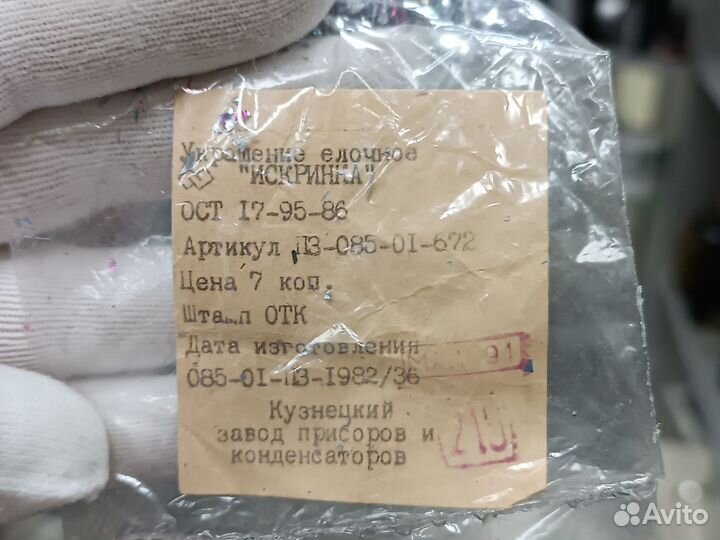 Украшение елочное
"ИСКРИНКА"
ОСТ 17-95-86
Артикул ПЗ-085-01-672
Цена 7 коп.
Штамп ОТК
Дата изготовления
91
085-01-ПЗ-1982/36
Кузнецкий
завод приборов и
конденсаторов
Avito